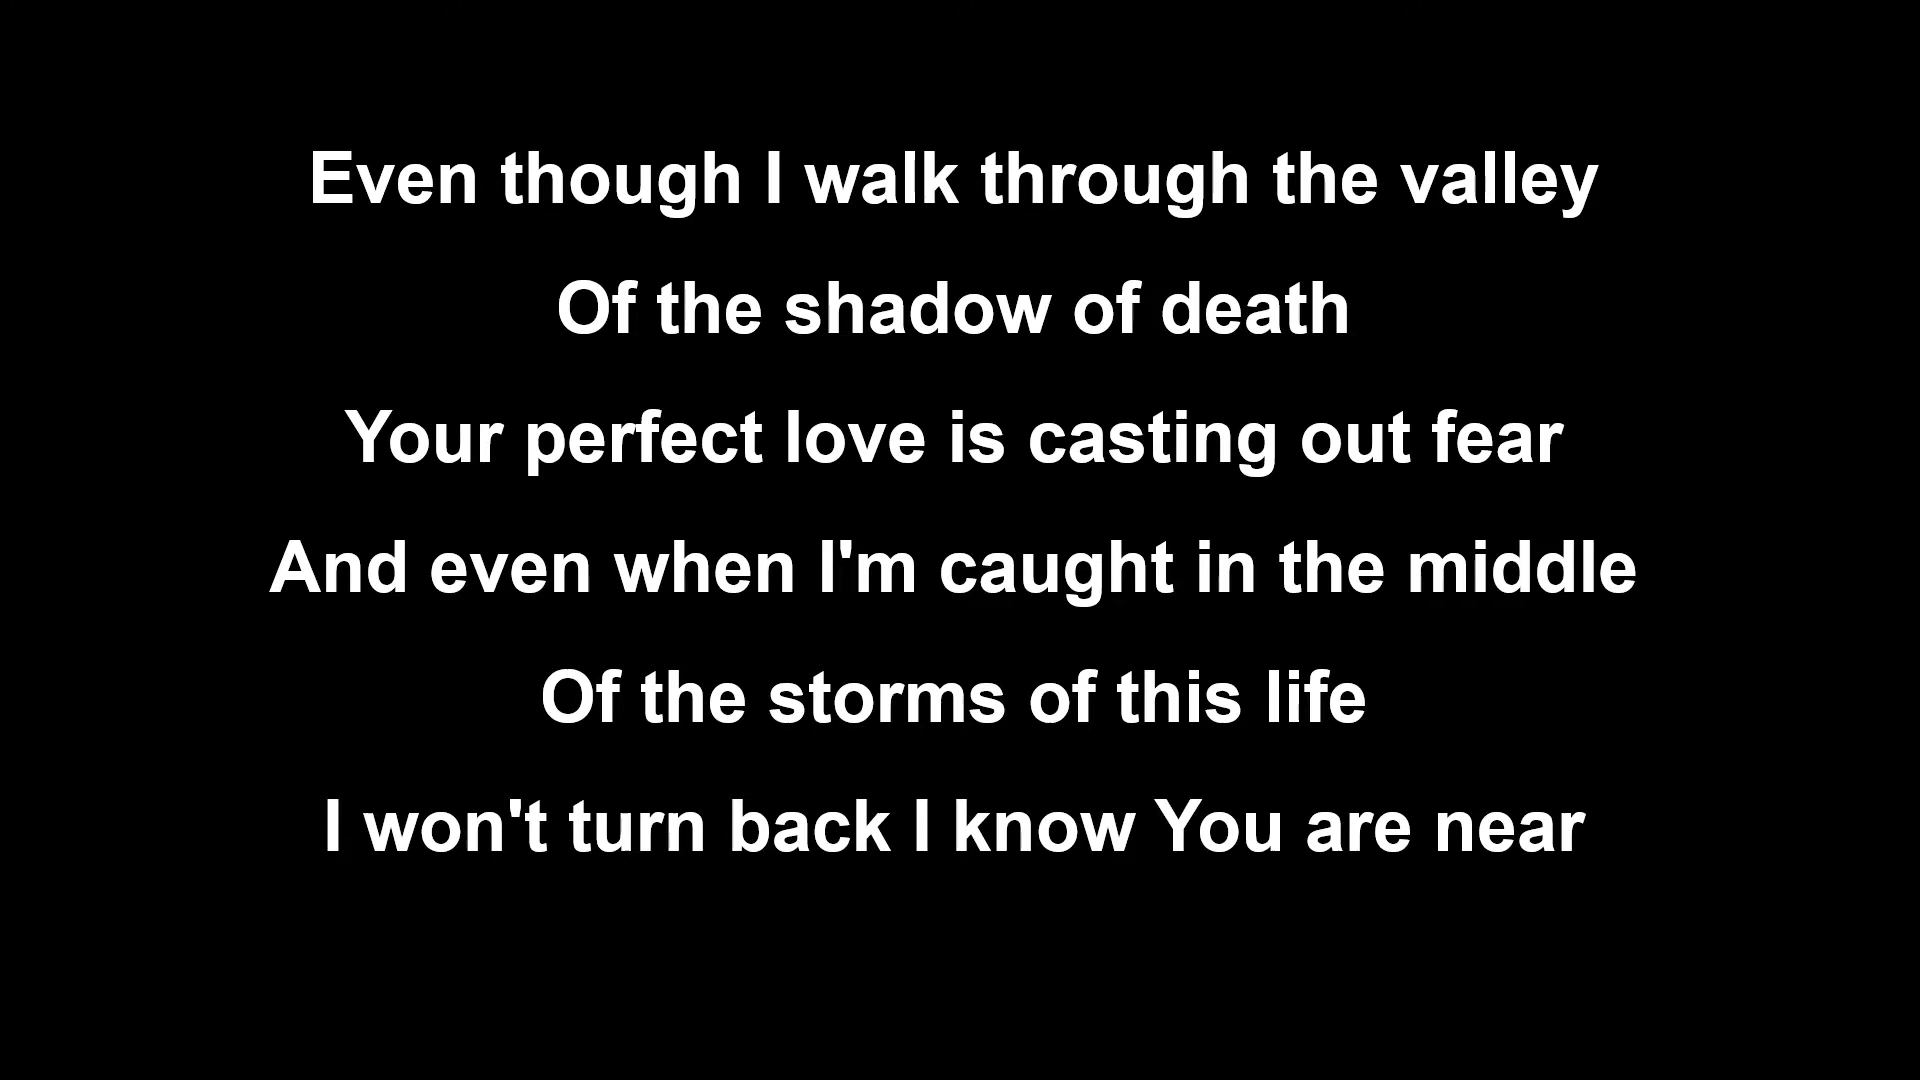 Even though I walk through the valley
Of the shadow of death
Your perfect love is casting out fear
And even when I'm caught in the middle
Of the storms of this life
I won't turn back I know You are near